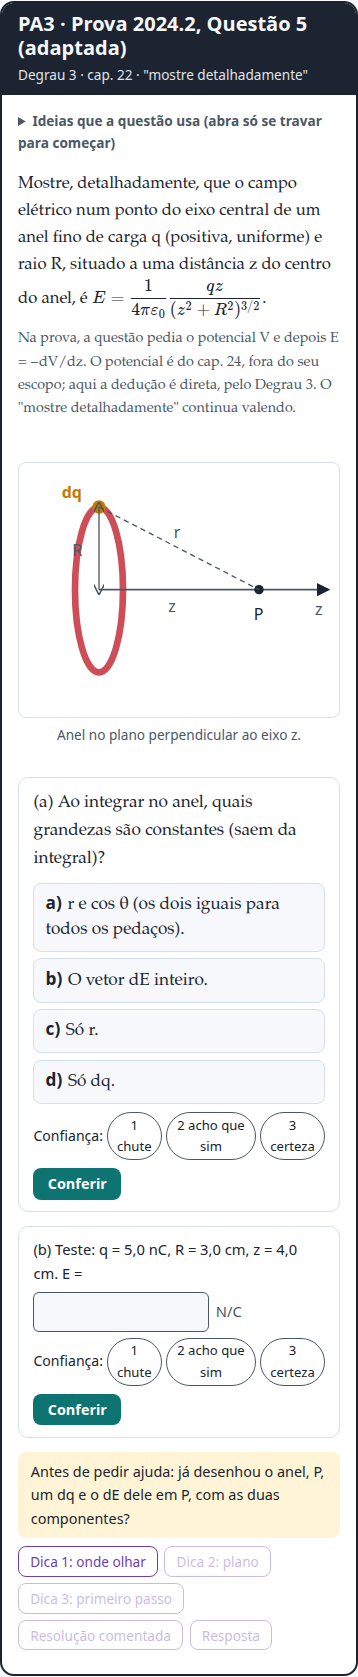 PA3 · Prova 2024.2, Questão 5
(adaptada)
Degrau 3 · cap. 22 · "mostre detalhadamente"
▶ Ideias que a questão usa (abra só se travar
para começar)
Mostre, detalhadamente, que o campo
elétrico num ponto do eixo central de um
anel fino de carga q (positiva, uniforme) e
raio R, situado a uma distância z do centro
do anel, é E = 1/(4πε₀) qz/(z² + R²)^{3/2}.
Na prova, a questão pedia o potencial V e depois E
= −dV/dz. O potencial é do cap. 24, fora do seu
escopo; aqui a dedução é direta, pelo Degrau 3. O
"mostre detalhadamente" continua valendo.
dq
R
r
z
P
z
Anel no plano perpendicular ao eixo z.
(a) Ao integrar no anel, quais
grandezas são constantes (saem da
integral)?
a) r e cos θ (os dois iguais para
todos os pedaços).
b) O vetor dE inteiro.
c) Só r.
d) Só dq.
Confiança:
1
chute
2 acho que
sim
3
certeza
Conferir
(b) Teste: q = 5,0 nC, R = 3,0 cm, z = 4,0
cm. E =
N/C
Confiança:
1
chute
2 acho que
sim
3
certeza
Conferir
Antes de pedir ajuda: já desenhou o anel, P,
um dq e o dE dele em P, com as duas
componentes?
Dica 1: onde olhar
Dica 2: plano
Dica 3: primeiro passo
Resolução comentada
Resposta